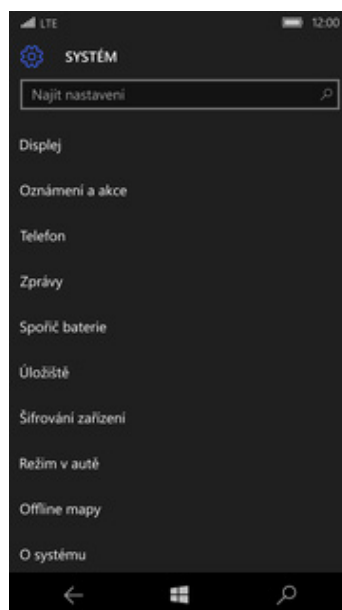 LTE 12:00
SYSTÉM
Najít nastavení
Displej
Oznámení a akce
Telefon
Zprávy
Spořič baterie
Úložiště
Šifrování zařízení
Režim v autě
Offline mapy
O systému